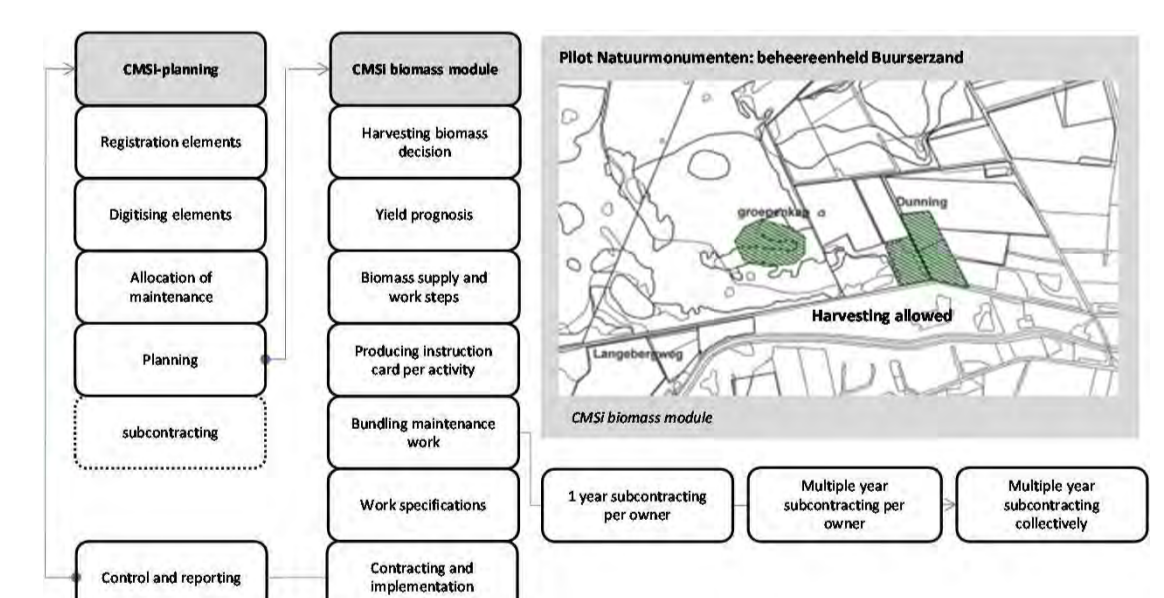 CMSi-planning
Registration elements
Digitising elements
Allocation of
maintenance
Planning
subcontracting
Control and reporting
CMSi biomass module
Harvesting biomass
decision
Yield prognosis
Biomass supply and
work steps
Producing instruction
card per activity
Bundling maintenance
work
Work specifications
Contracting and
implementation
Pilot Natuurmonumenten: beheereenheid Buurserzand
groepenkap
Dunning
Harvesting allowed
Langebergweg
CMSi biomass module
1 year subcontracting
per owner
Multiple year
subcontracting per
owner
Multiple year
subcontracting
collectively